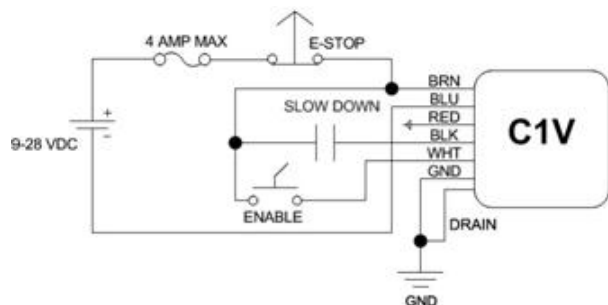 4 AMP MAX
E-STOP
BRN
SLOW DOWN
BLU
RED
C1V
+
-
9-28 VDC
BLK
WHT
GND
ENABLE
DRAIN
GND